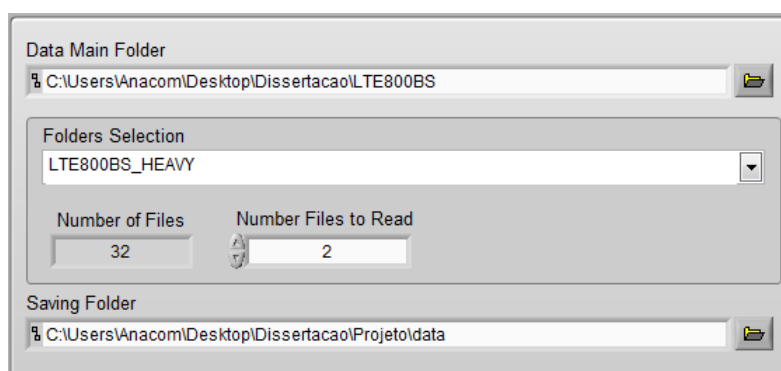 Data Main Folder
C:\Users\Anacom\Desktop\Dissertacao\LTE800BS
Folders Selection
LTE800BS_HEAVY
Number of Files Number Files to Read
32 2
Saving Folder
C:\Users\Anacom\Desktop\Dissertacao\Projeto\data